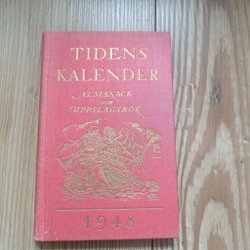 TIDENS
KALENDER
ALMANACK
och
UPPSLAGSBOK
1948